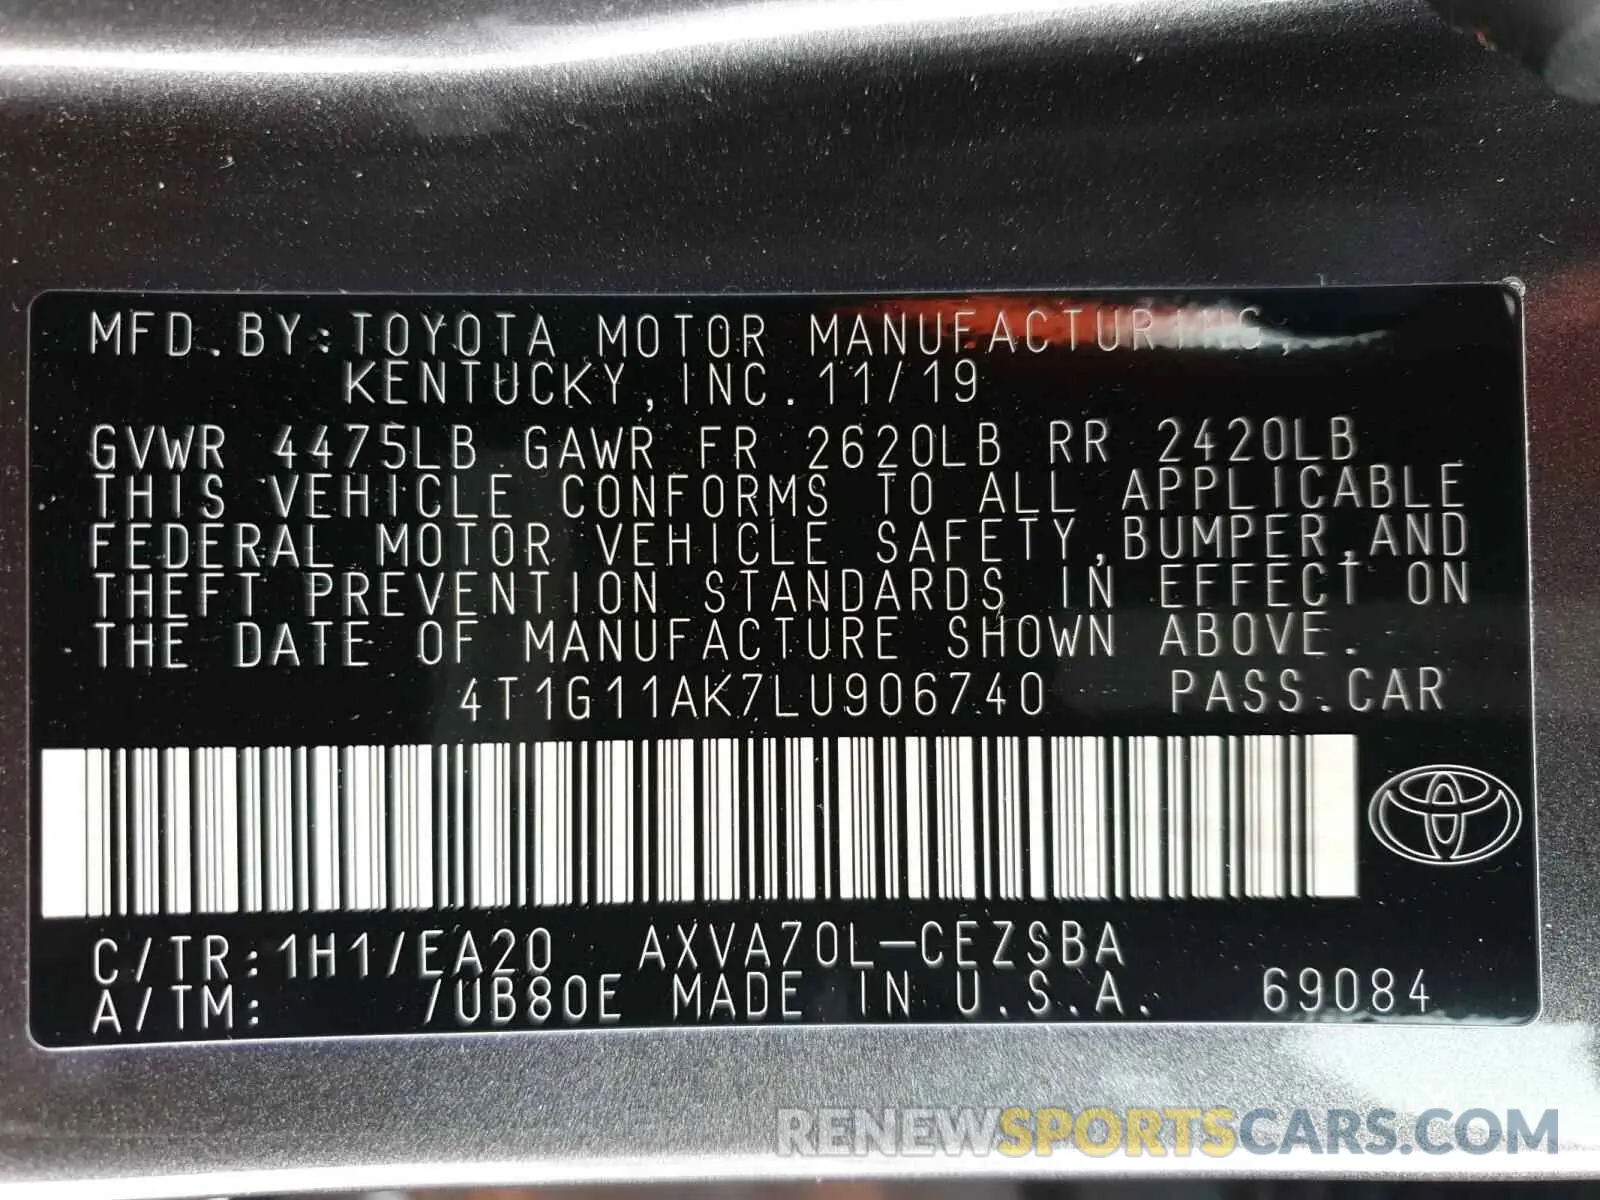 MFD.BY:TOYOTA MOTOR MANUFACTURING,
KENTUCKY,INC.11/19
GVWR 4475LB GAWR FR 2620LB RR 2420LB
THIS VEHICLE CONFORMS TO ALL APPLICABLE
FEDERAL MOTOR VEHICLE SAFETY,BUMPER,AND
THEFT PREVENTION STANDARDS IN EFFECT ON
THE DATE OF MANUFACTURE SHOWN ABOVE.
4T1G11AK7LU906740 PASS.CAR
C/TR:1H1/EA20 AXVA70L-CEZSBA
A/TM: /UB80E MADE IN U.S.A. 69084
RENEWSPORTSCARS.COM